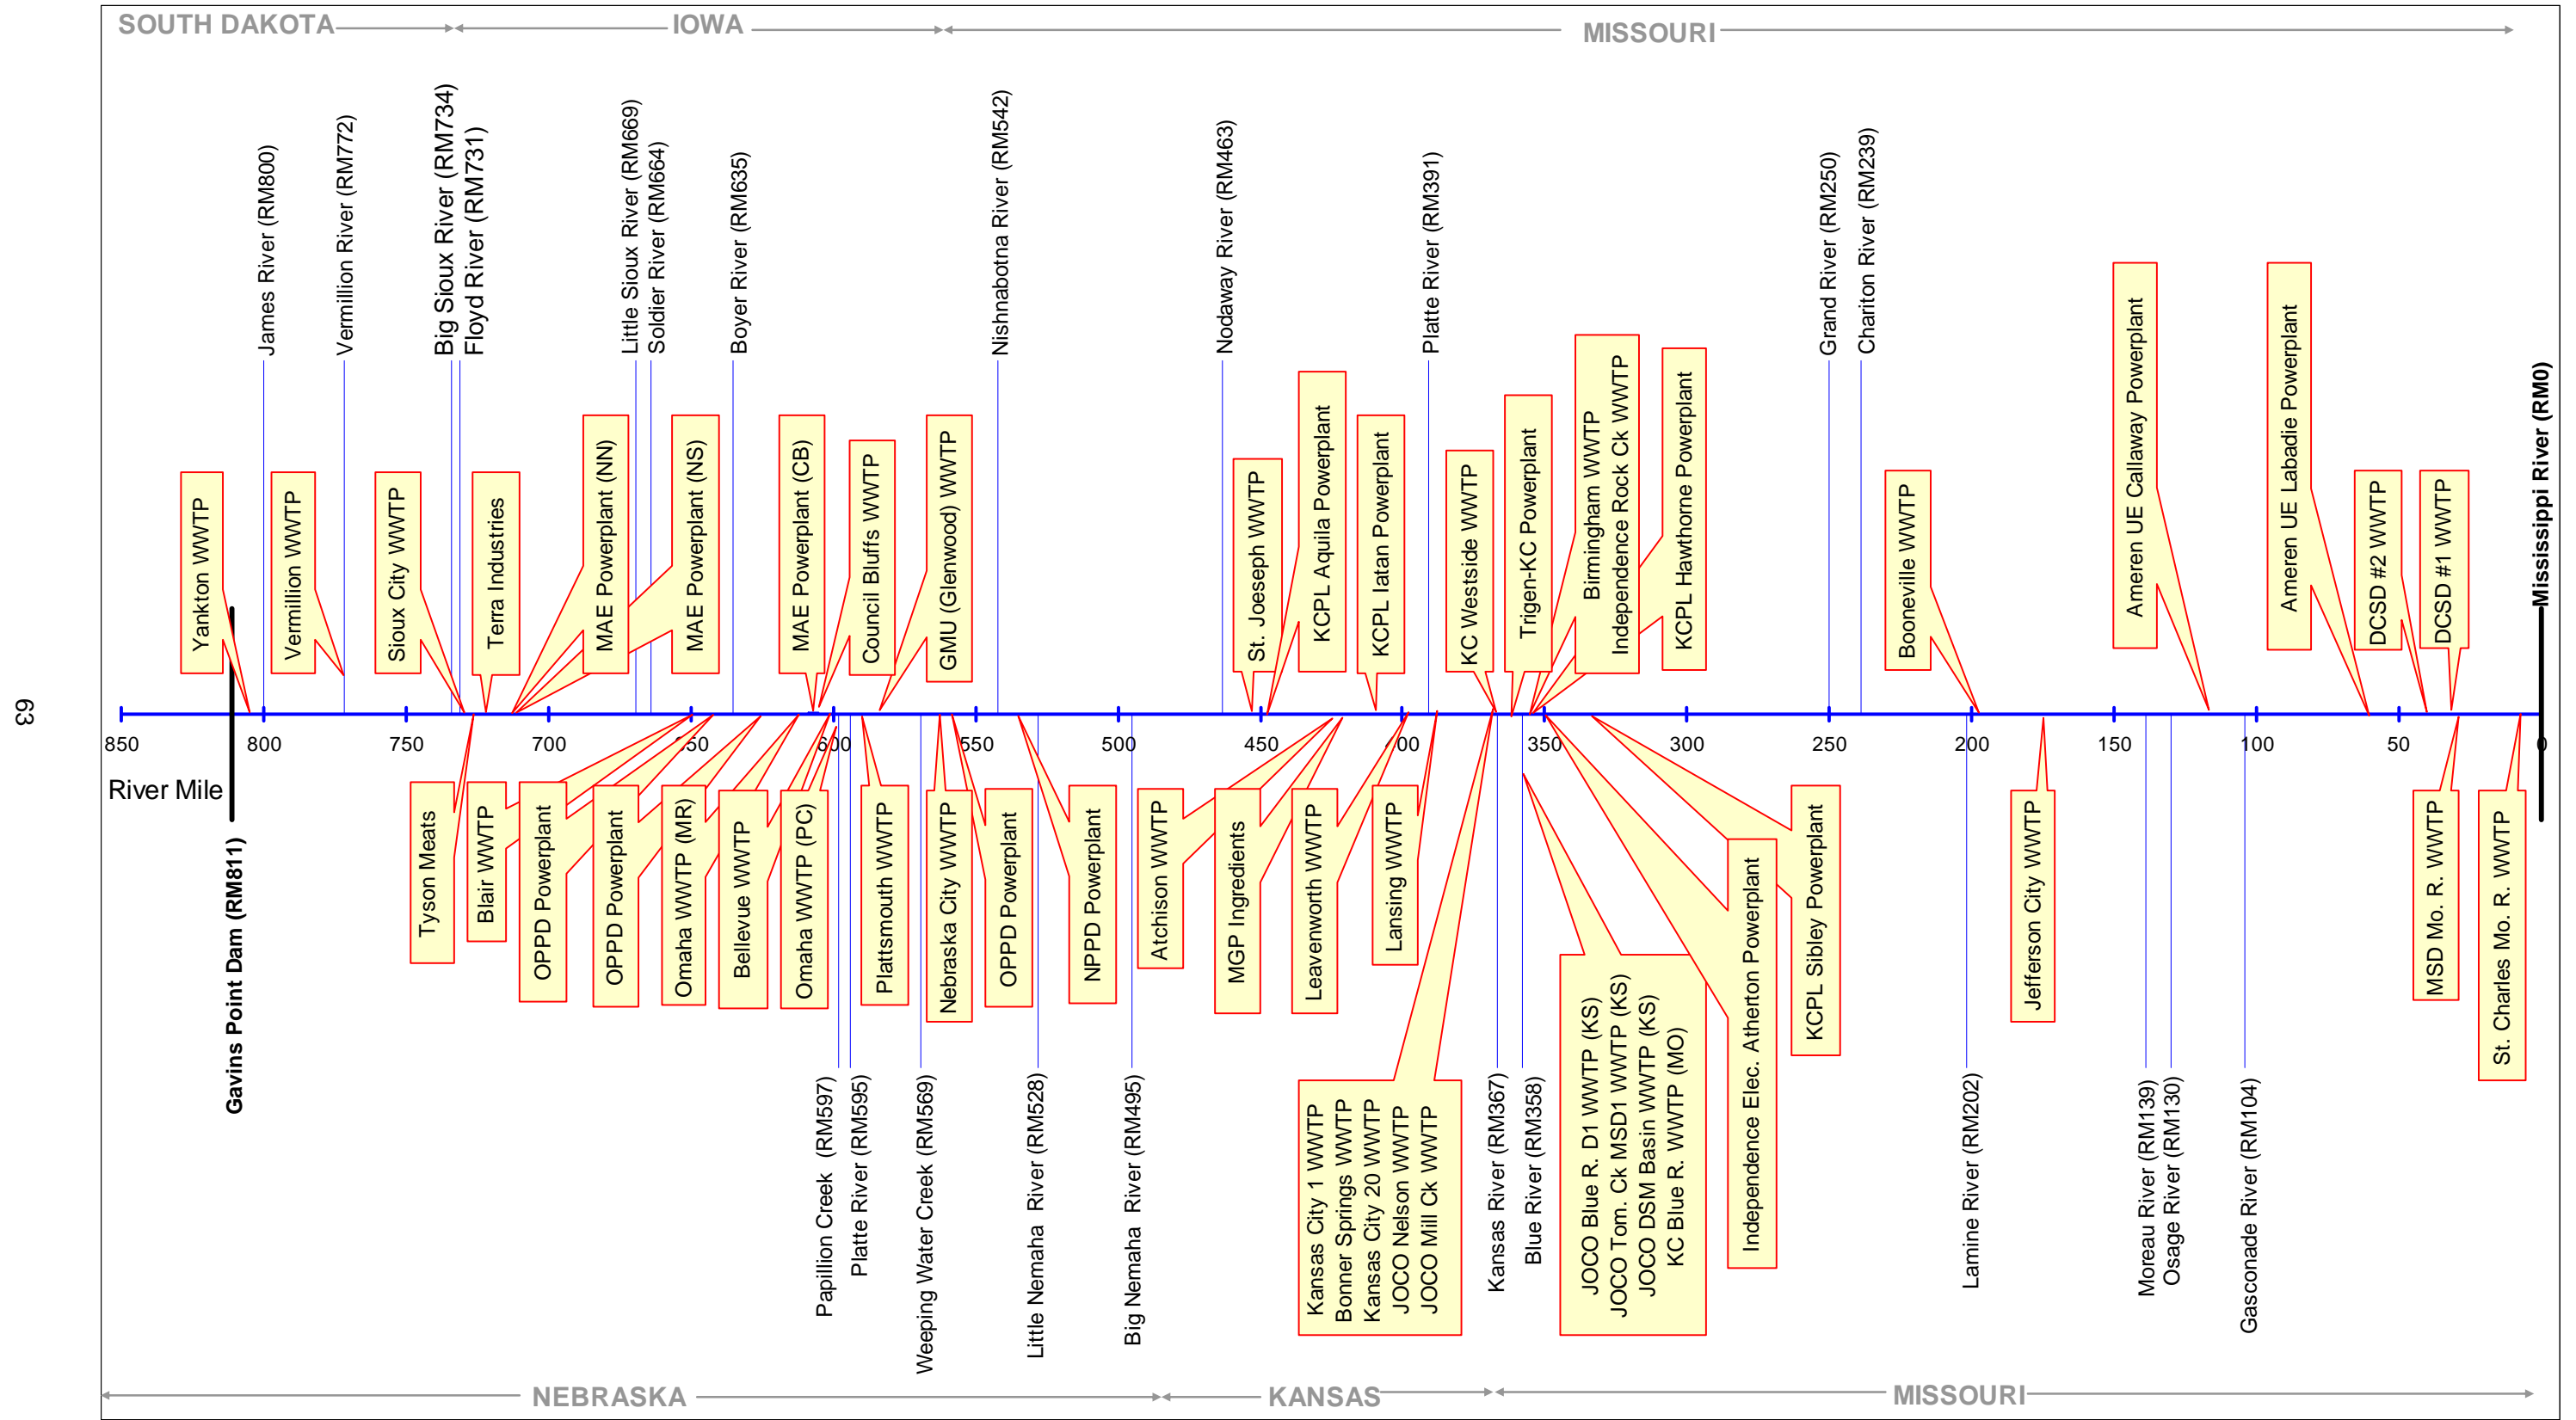 SOUTH DAKOTA
IOWA
MISSOURI
James River (RM800)
Vermillion River (RM772)
Big Sioux River (RM734)
Floyd River (RM731)
Little Sioux River (RM669)
Soldier River (RM664)
Boyer River (RM635)
Nishnabotna River (RM542)
Nodaway River (RM463)
Platte River (RM391)
Grand River (RM250)
Chariton River (RM239)
Mississippi River (RM0)
Yankton WWTP
Vermillion WWTP
Sioux City WWTP
Terra Industries
MAE Powerplant (NN)
MAE Powerplant (NS)
MAE Powerplant (CB)
Council Bluffs WWTP
GMU (Glenwood) WWTP
St. Joeseph WWTP
KCPL Aquila Powerplant
KCPL Iatan Powerplant
KC Westside WWTP
Trigen-KC Powerplant
Birmingham WWTP
Independence Rock Ck WWTP
KCPL Hawthorne Powerplant
Booneville WWTP
Ameren UE Callaway Powerplant
Ameren UE Labadie Powerplant
DCSD #2 WWTP
DCSD #1 WWTP
63
850
800
750
700
650
600
550
500
450
400
350
300
250
200
150
100
50
0
River Mile
Gavins Point Dam (RM811)
Tyson Meats
Blair WWTP
OPPD Powerplant
OPPD Powerplant
Omaha WWTP (MR)
Bellevue WWTP
Omaha WWTP (PC)
Plattsmouth WWTP
Nebraska City WWTP
OPPD Powerplant
NPPD Powerplant
Atchison WWTP
MGP Ingredients
Leavenworth WWTP
Lansing WWTP
Kansas City 1 WWTP
Bonner Springs WWTP
Kansas City 20 WWTP
JOCO Nelson WWTP
JOCO Mill Ck WWTP
JOCO Blue R. D1 WWTP (KS)
JOCO Tom. Ck MSD1 WWTP (KS)
JOCO DSM Basin WWTP (KS)
KC Blue R. WWTP (MO)
Independence Elec. Atherton Powerplant
KCPL Sibley Powerplant
Jefferson City WWTP
MSD Mo. R. WWTP
St. Charles Mo. R. WWTP
Papillion Creek (RM597)
Platte River (RM595)
Weeping Water Creek (RM569)
Little Nemaha River (RM528)
Big Nemaha River (RM495)
Kansas River (RM367)
Blue River (RM358)
Lamine River (RM202)
Moreau River (RM139)
Osage River (RM130)
Gasconade River (RM104)
NEBRASKA
KANSAS
MISSOURI